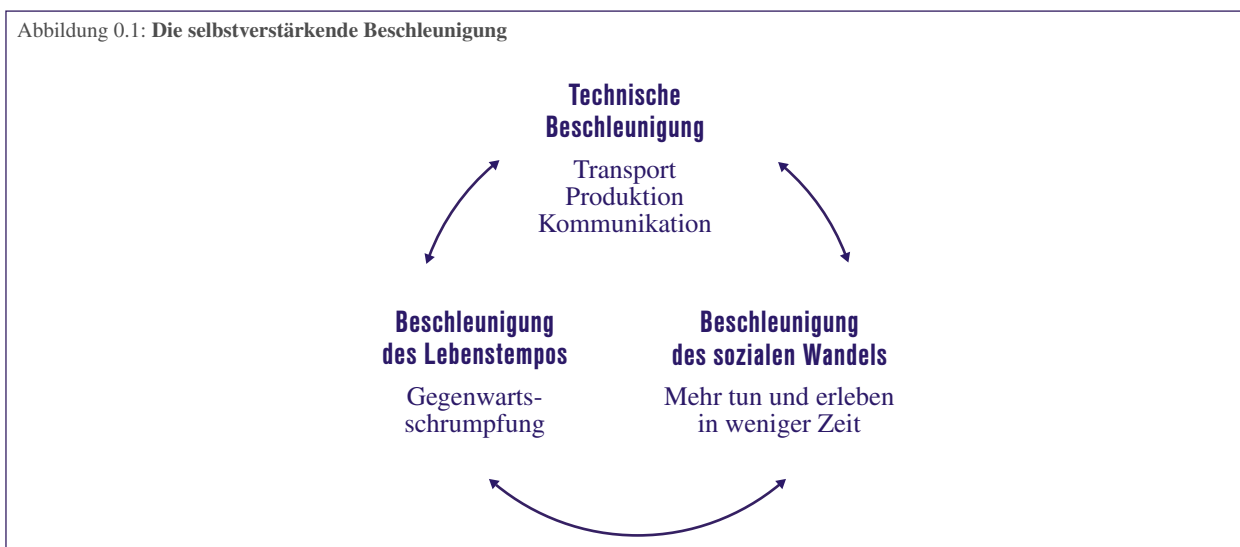 Abbildung 0.1: Die selbstverstärkende Beschleunigung
Technische
Beschleunigung
Transport
Produktion
Kommunikation
Beschleunigung
des Lebenstempos
Gegenwarts-
schrumpfung
Beschleunigung
des sozialen Wandels
Mehr tun und erleben
in weniger Zeit